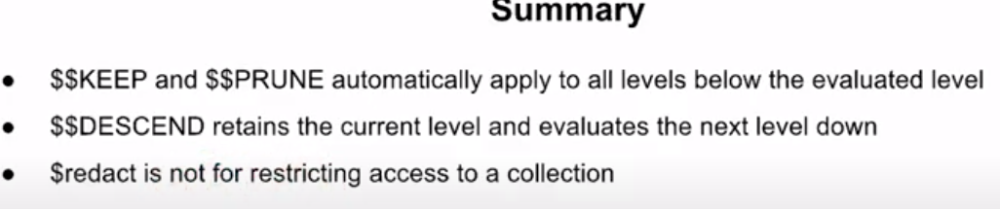 Summary
• $$KEEP and $$PRUNE automatically apply to all levels below the evaluated level
• $$DESCEND retains the current level and evaluates the next level down
• $redact is not for restricting access to a collection